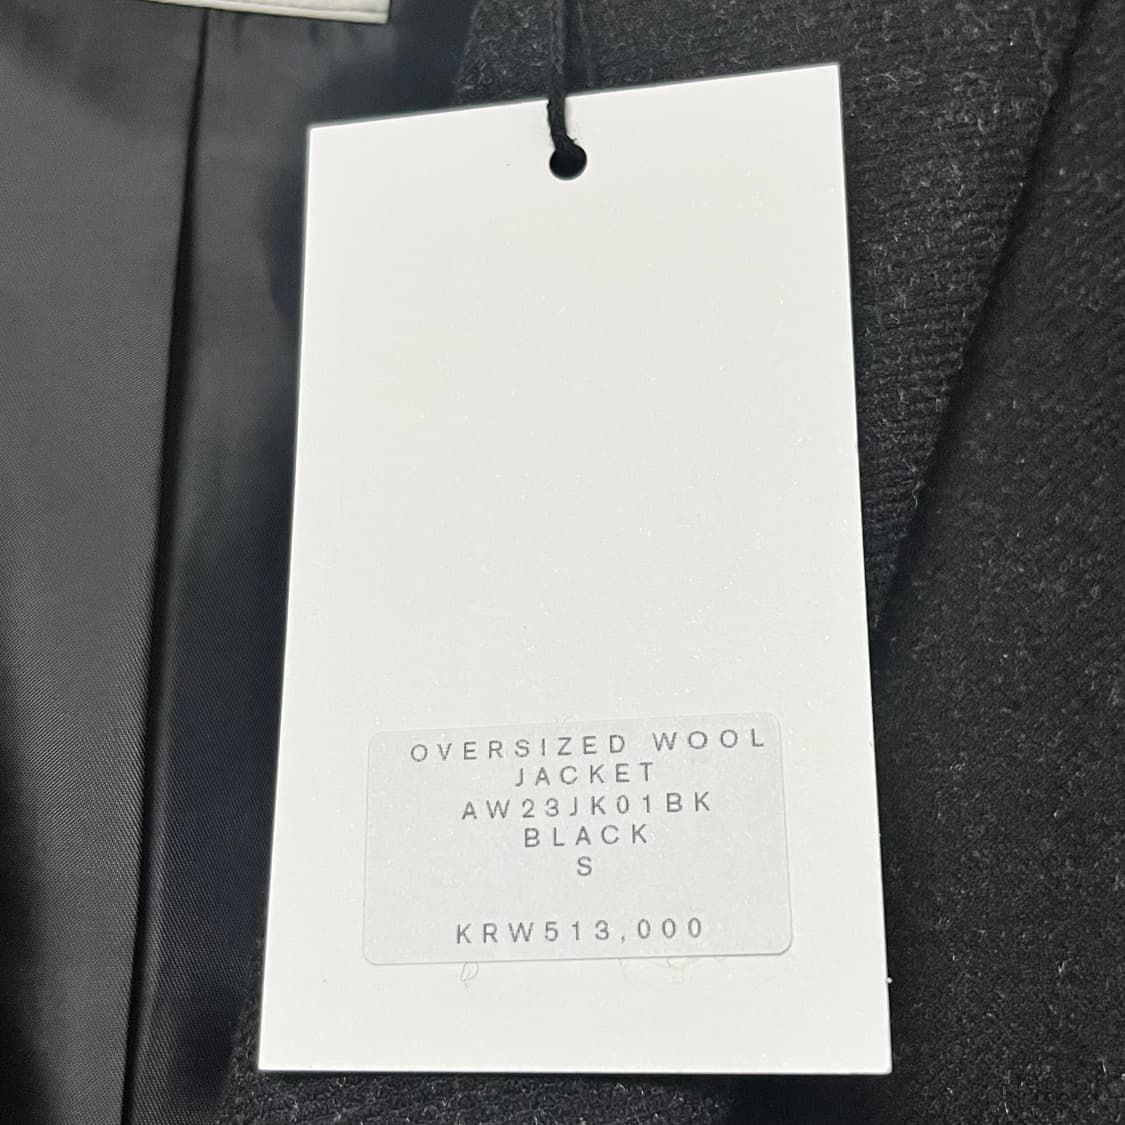 OVERSIZED WOOL
JACKET
AW23JK01BK
BLACK
S
KRW513,000